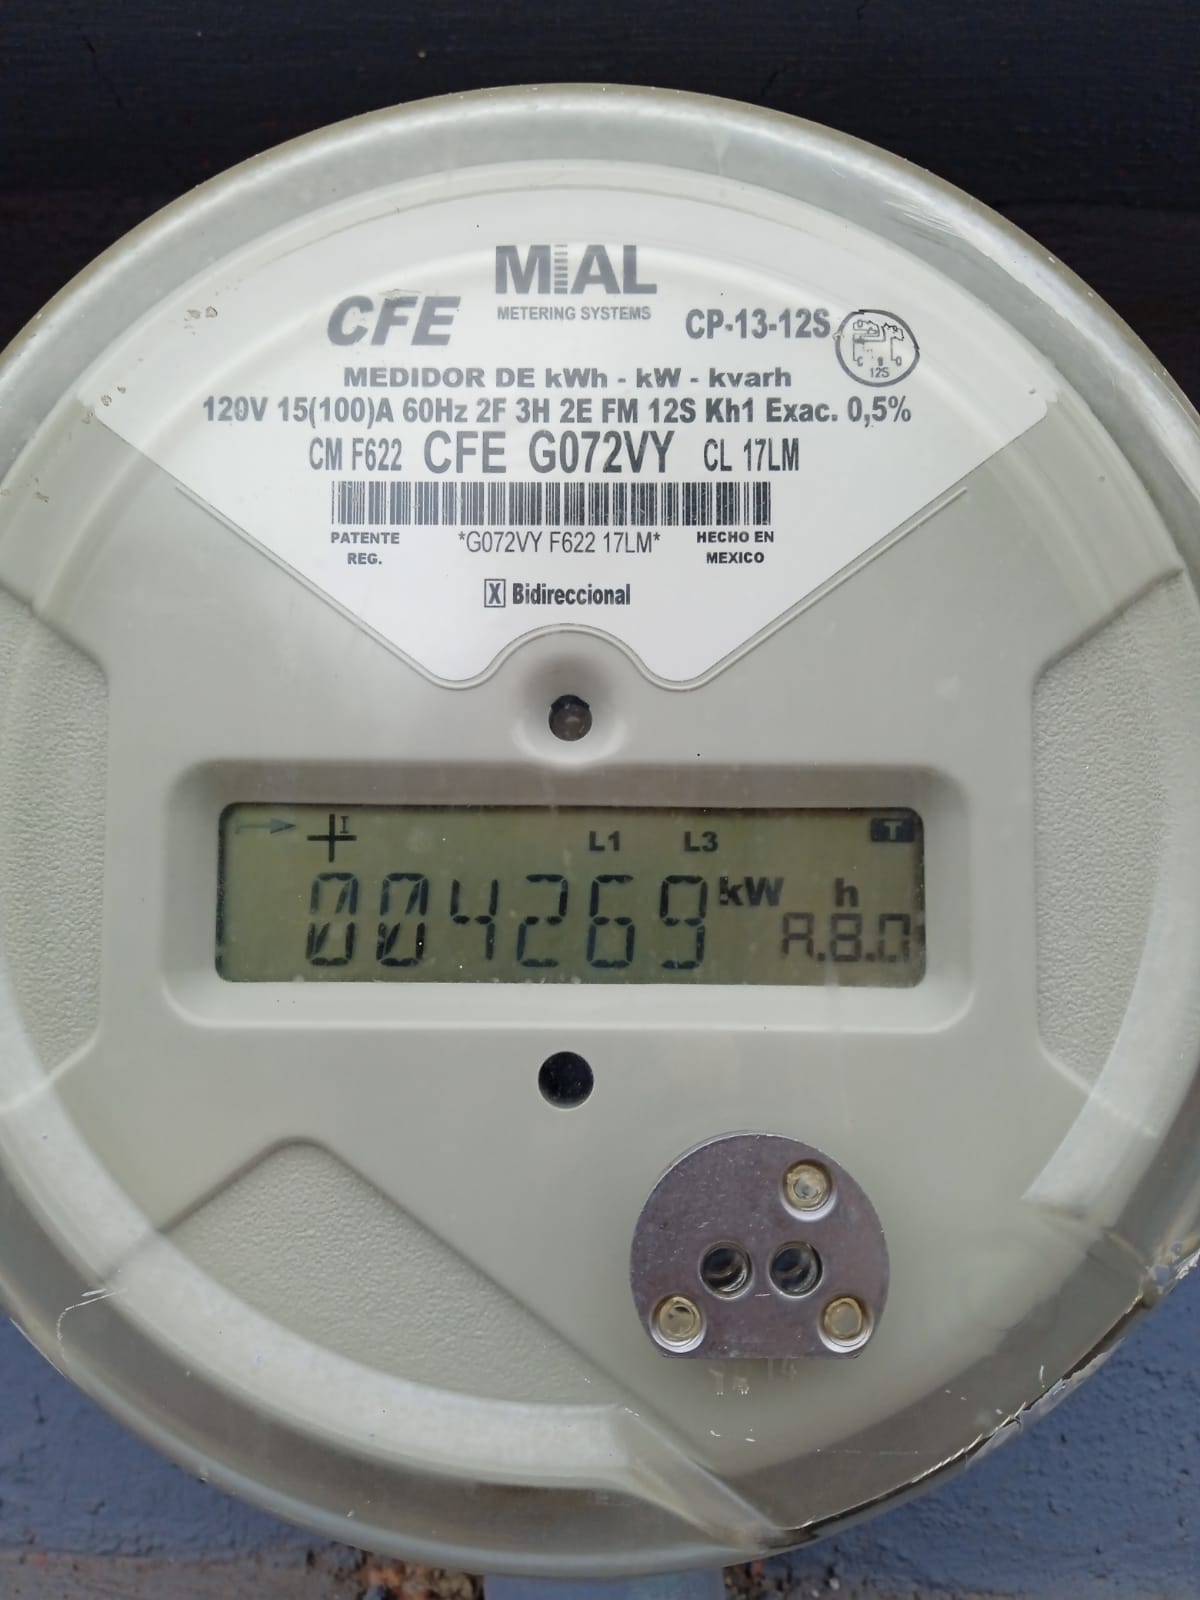 MIAL
METERING SYSTEMS
CFE
CP-13-12S
12S
MEDIDOR DE kWh - kW - kvarh
120V 15(100)A 60Hz 2F 3H 2E FM 12S Kh1 Exac. 0,5%
CM F622 CFE G072VY CL 17LM
PATENTE REG.
*G072VY F622 17LM*
HECHO EN MEXICO
X Bidireccional
I L1 L3 T
004269 kW h
A.8.0